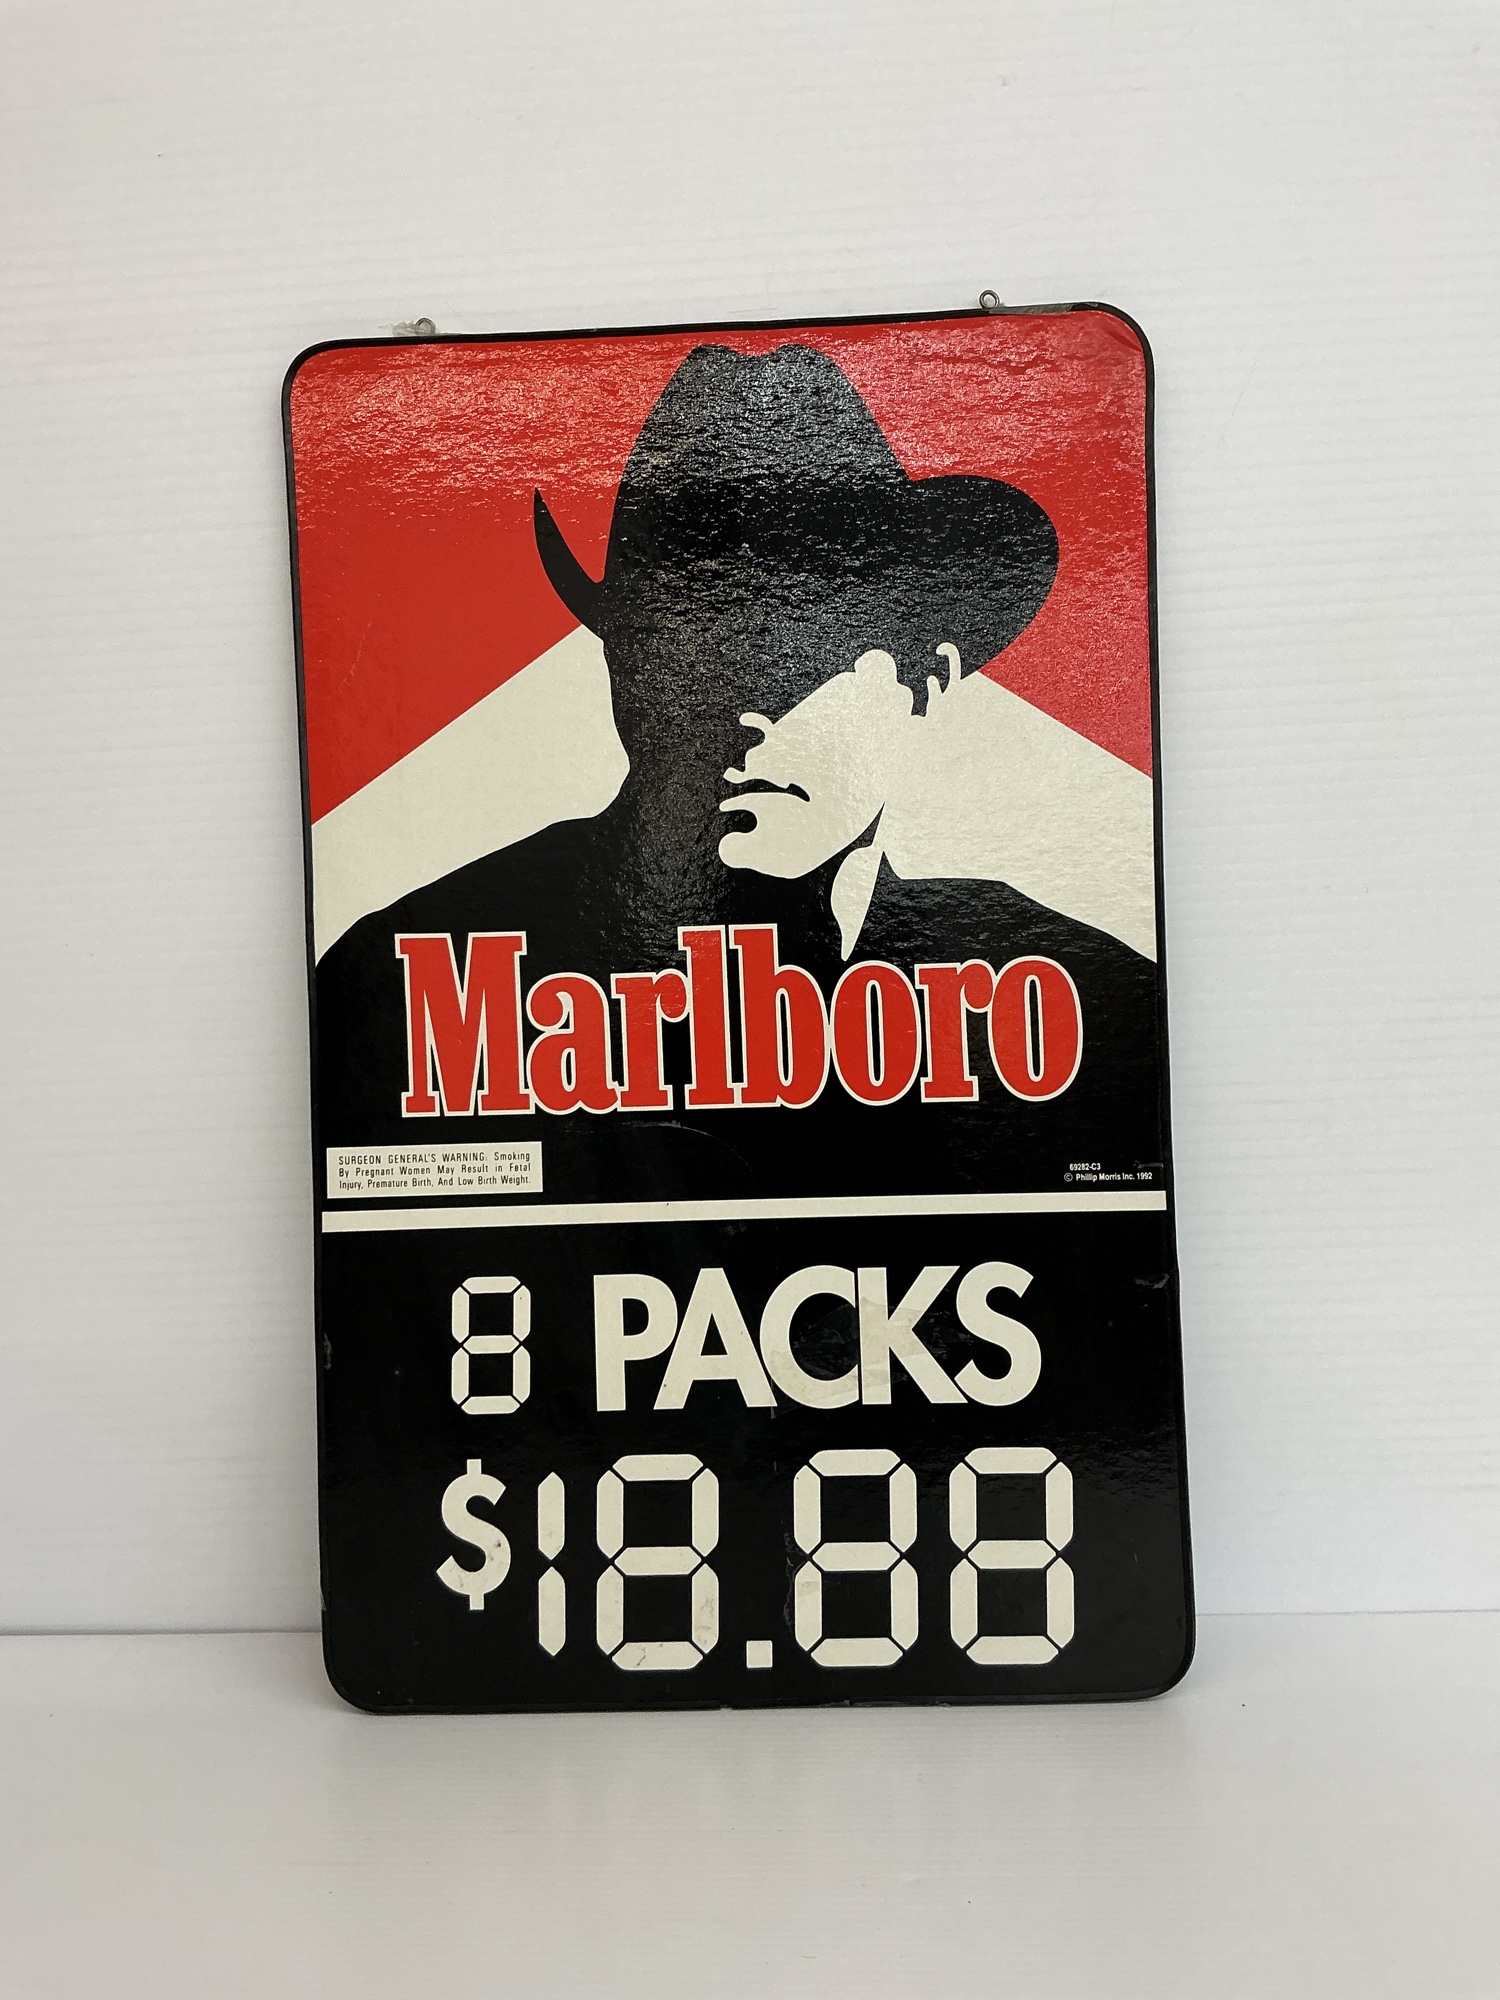 Marlboro
SURGEON GENERAL'S WARNING: Smoking
By Pregnant Women May Result in Fetal
Injury, Premature Birth, And Low Birth Weight.
69282-C3
© Phillip Morris Inc. 1992
8 PACKS
$18.88